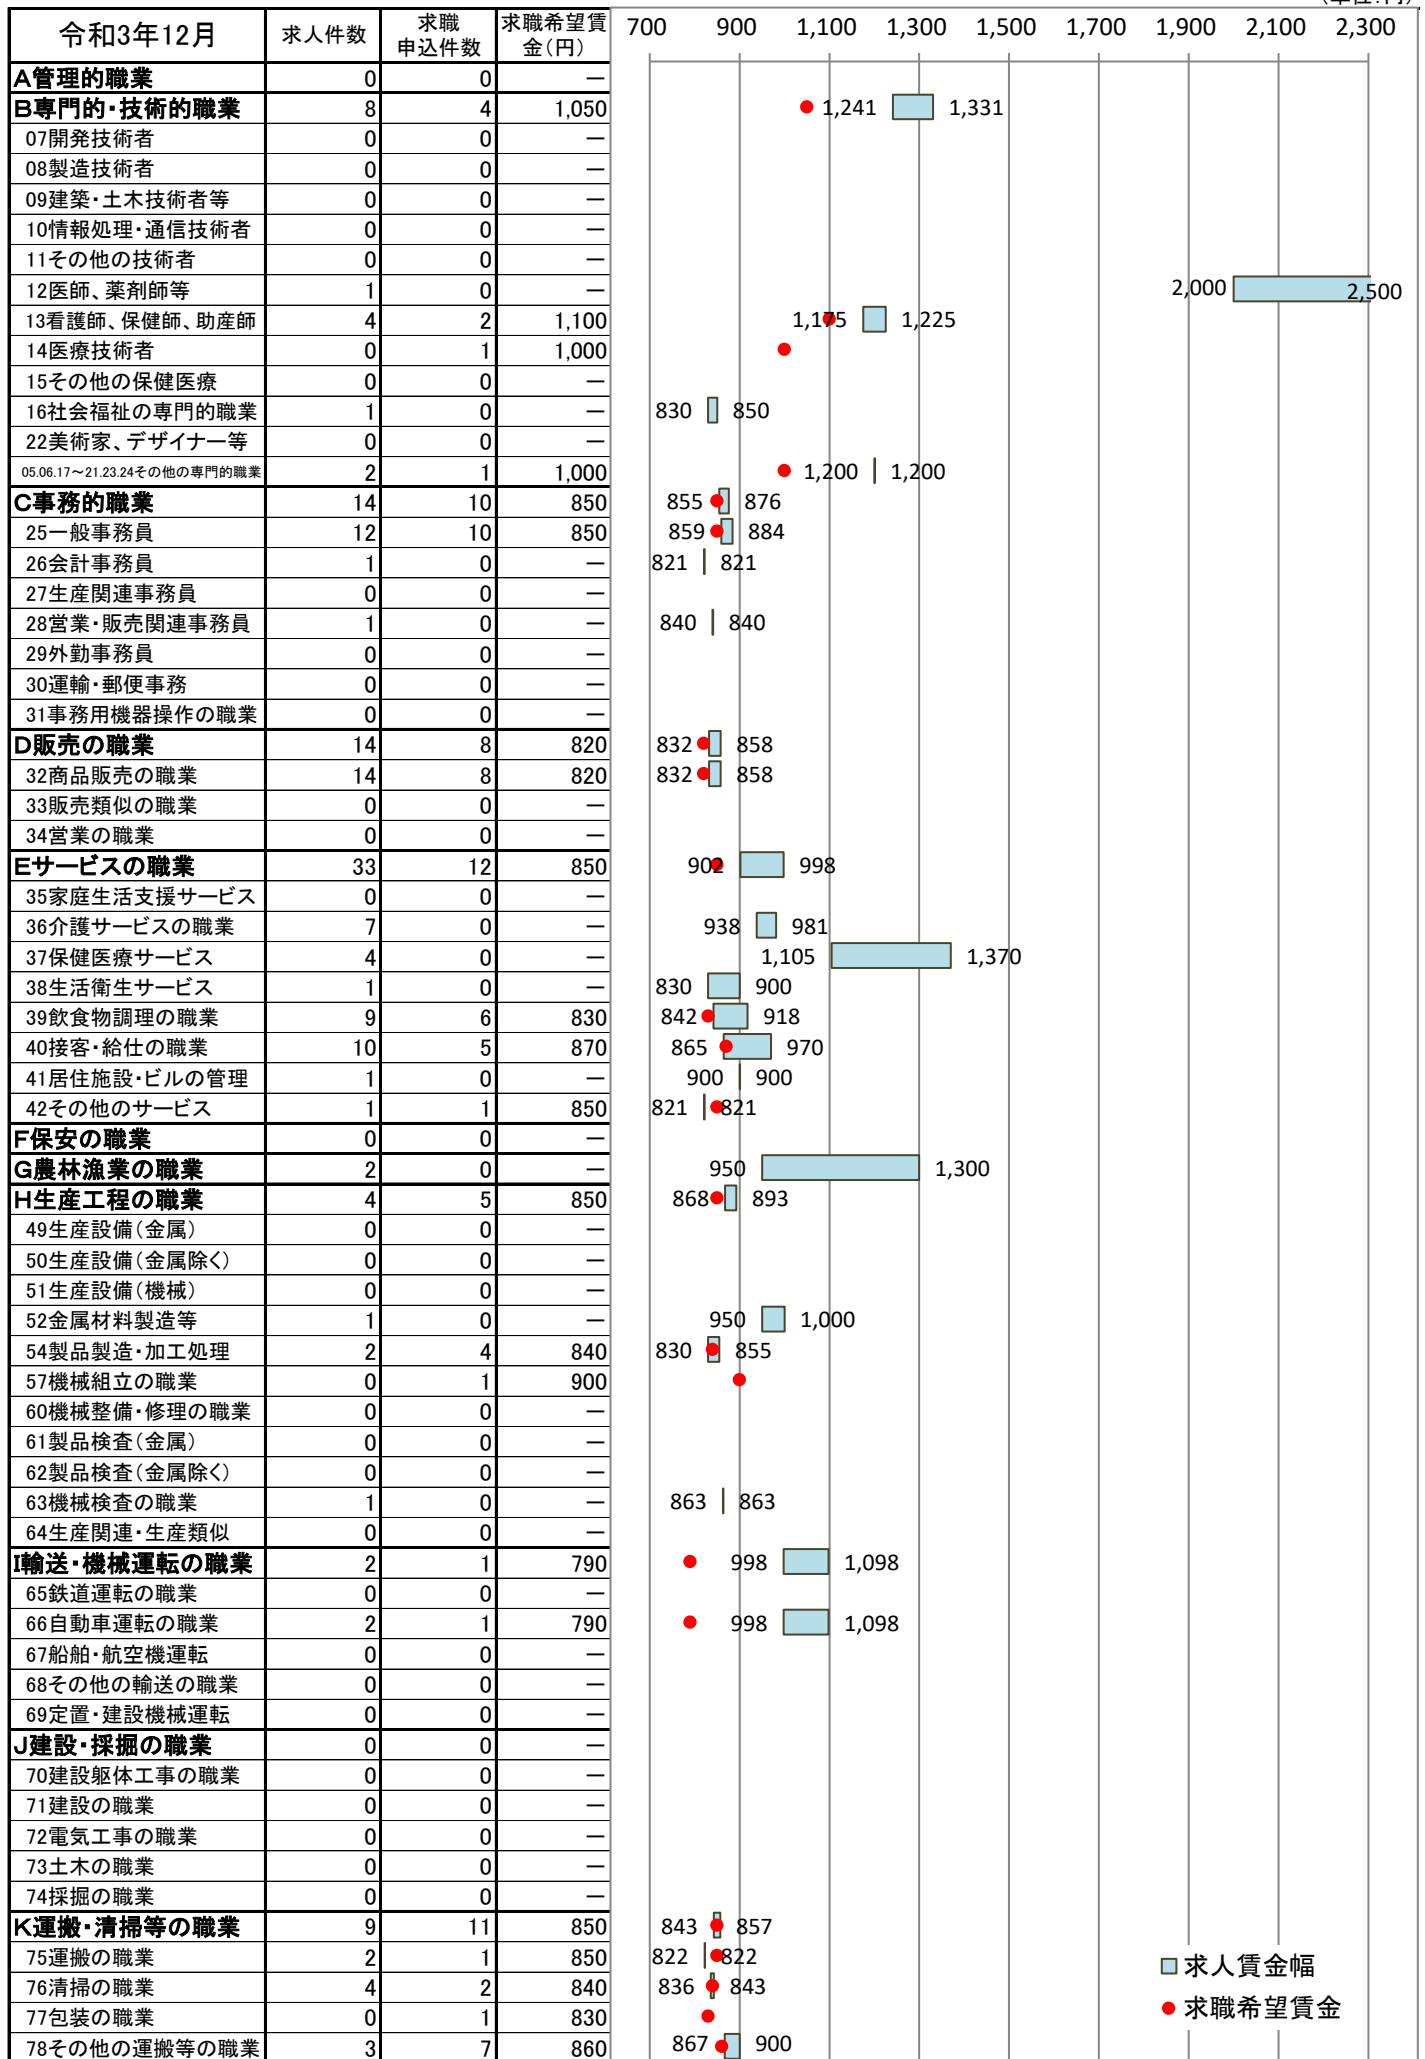 (単位:円)
令和3年12月 求人件数 求職申込件数 求職希望賃金(円) 700 900 1,100 1,300 1,500 1,700 1,900 2,100 2,300
A管理的職業 0 0 ―
B専門的・技術的職業 8 4 1,050 1,241 1,331
07開発技術者 0 0 ―
08製造技術者 0 0 ―
09建築・土木技術者等 0 0 ―
10情報処理・通信技術者 0 0 ―
11その他の技術者 0 0 ―
12医師、薬剤師等 1 0 ― 2,000 2,500
13看護師、保健師、助産師 4 2 1,100 1,175 1,225
14医療技術者 0 1 1,000
15その他の保健医療 0 0 ―
16社会福祉の専門的職業 1 0 ― 830 850
22美術家、デザイナー等 0 0 ―
05.06.17～21.23.24その他の専門的職業 2 1 1,000 1,200 1,200
C事務的職業 14 10 850 855 876
25一般事務員 12 10 850 859 884
26会計事務員 1 0 ― 821 821
27生産関連事務員 0 0 ―
28営業・販売関連事務員 1 0 ― 840 840
29外勤事務員 0 0 ―
30運輸・郵便事務 0 0 ―
31事務用機器操作の職業 0 0 ―
D販売の職業 14 8 820 832 858
32商品販売の職業 14 8 820 832 858
33販売類似の職業 0 0 ―
34営業の職業 0 0 ―
Eサービスの職業 33 12 850 902 998
35家庭生活支援サービス 0 0 ―
36介護サービスの職業 7 0 ― 938 981
37保健医療サービス 4 0 ― 1,105 1,370
38生活衛生サービス 1 0 ― 830 900
39飲食物調理の職業 9 6 830 842 918
40接客・給仕の職業 10 5 870 865 970
41居住施設・ビルの管理 1 0 ― 900 900
42その他のサービス 1 1 850 821 821
F保安の職業 0 0 ―
G農林漁業の職業 2 0 ― 950 1,300
H生産工程の職業 4 5 850 868 893
49生産設備(金属) 0 0 ―
50生産設備(金属除く) 0 0 ―
51生産設備(機械) 0 0 ―
52金属材料製造等 1 0 ― 950 1,000
54製品製造・加工処理 2 4 840 830 855
57機械組立の職業 0 1 900
60機械整備・修理の職業 0 0 ―
61製品検査(金属) 0 0 ―
62製品検査(金属除く) 0 0 ―
63機械検査の職業 1 0 ― 863 863
64生産関連・生産類似 0 0 ―
I輸送・機械運転の職業 2 1 790 998 1,098
65鉄道運転の職業 0 0 ―
66自動車運転の職業 2 1 790 998 1,098
67船舶・航空機運転 0 0 ―
68その他の輸送の職業 0 0 ―
69定置・建設機械運転 0 0 ―
J建設・採掘の職業 0 0 ―
70建設躯体工事の職業 0 0 ―
71建設の職業 0 0 ―
72電気工事の職業 0 0 ―
73土木の職業 0 0 ―
74採掘の職業 0 0 ―
K運搬・清掃等の職業 9 11 850 843 857
75運搬の職業 2 1 850 822 822
76清掃の職業 4 2 840 836 843
77包装の職業 0 1 830
78その他の運搬等の職業 3 7 860 867 900
求人賃金幅
求職希望賃金